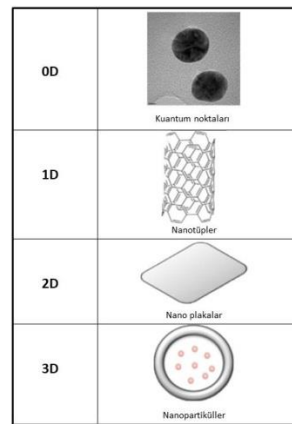 0D
Kuantum noktaları
1D
Nanotüpler
2D
Nano plakalar
3D
Nanopartiküller